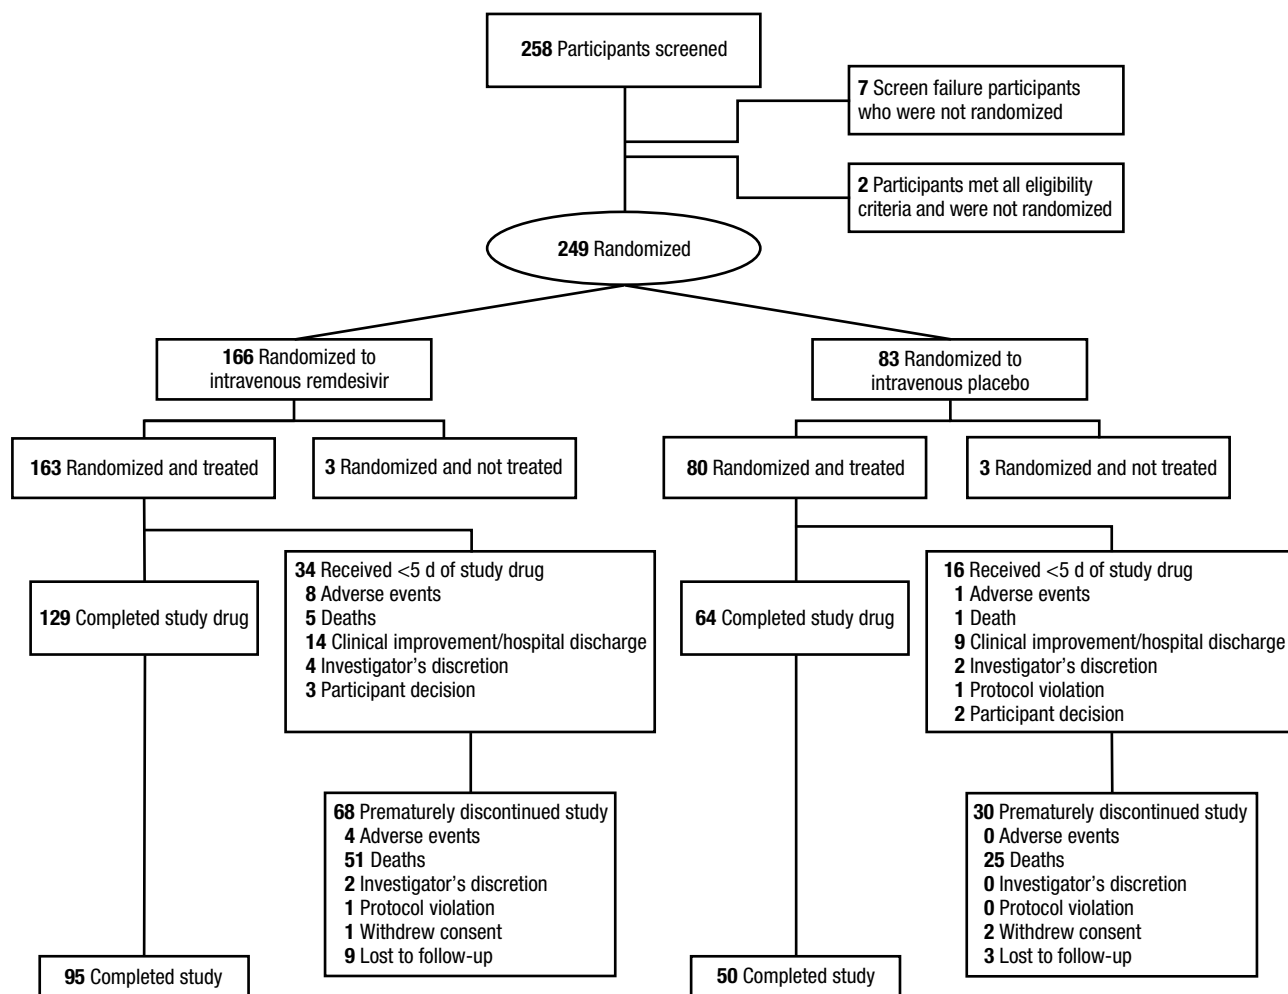 258 Participants screened
7 Screen failure participants
who were not randomized
2 Participants met all eligibility
criteria and were not randomized
249 Randomized
166 Randomized to
intravenous remdesivir
83 Randomized to
intravenous placebo
163 Randomized and treated
3 Randomized and not treated
80 Randomized and treated
3 Randomized and not treated
129 Completed study drug
34 Received <5 d of study drug
8 Adverse events
5 Deaths
14 Clinical improvement/hospital discharge
4 Investigator’s discretion
3 Participant decision
64 Completed study drug
16 Received <5 d of study drug
1 Adverse events
1 Death
9 Clinical improvement/hospital discharge
2 Investigator’s discretion
1 Protocol violation
2 Participant decision
68 Prematurely discontinued study
4 Adverse events
51 Deaths
2 Investigator’s discretion
1 Protocol violation
1 Withdrew consent
9 Lost to follow-up
30 Prematurely discontinued study
0 Adverse events
25 Deaths
0 Investigator’s discretion
0 Protocol violation
2 Withdrew consent
3 Lost to follow-up
95 Completed study
50 Completed study